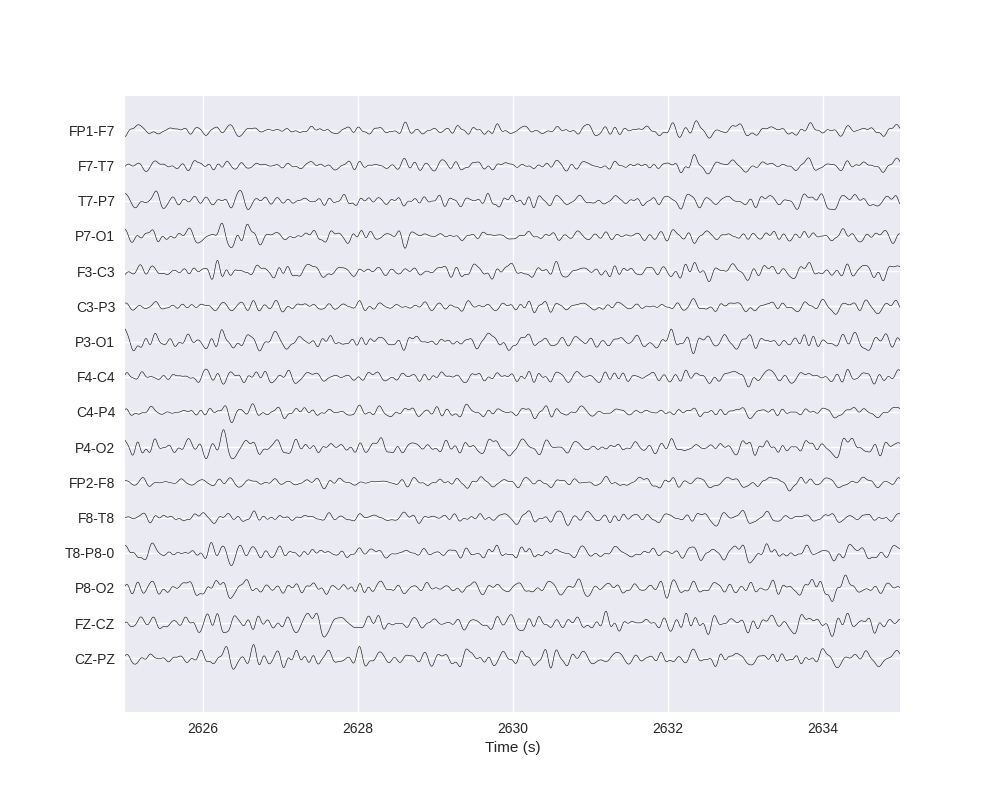 FP1-F7
F7-T7
T7-P7
P7-O1
F3-C3
C3-P3
P3-O1
F4-C4
C4-P4
P4-O2
FP2-F8
F8-T8
T8-P8-0
P8-O2
FZ-CZ
CZ-PZ
2626 2628 2630 2632 2634
Time (s)